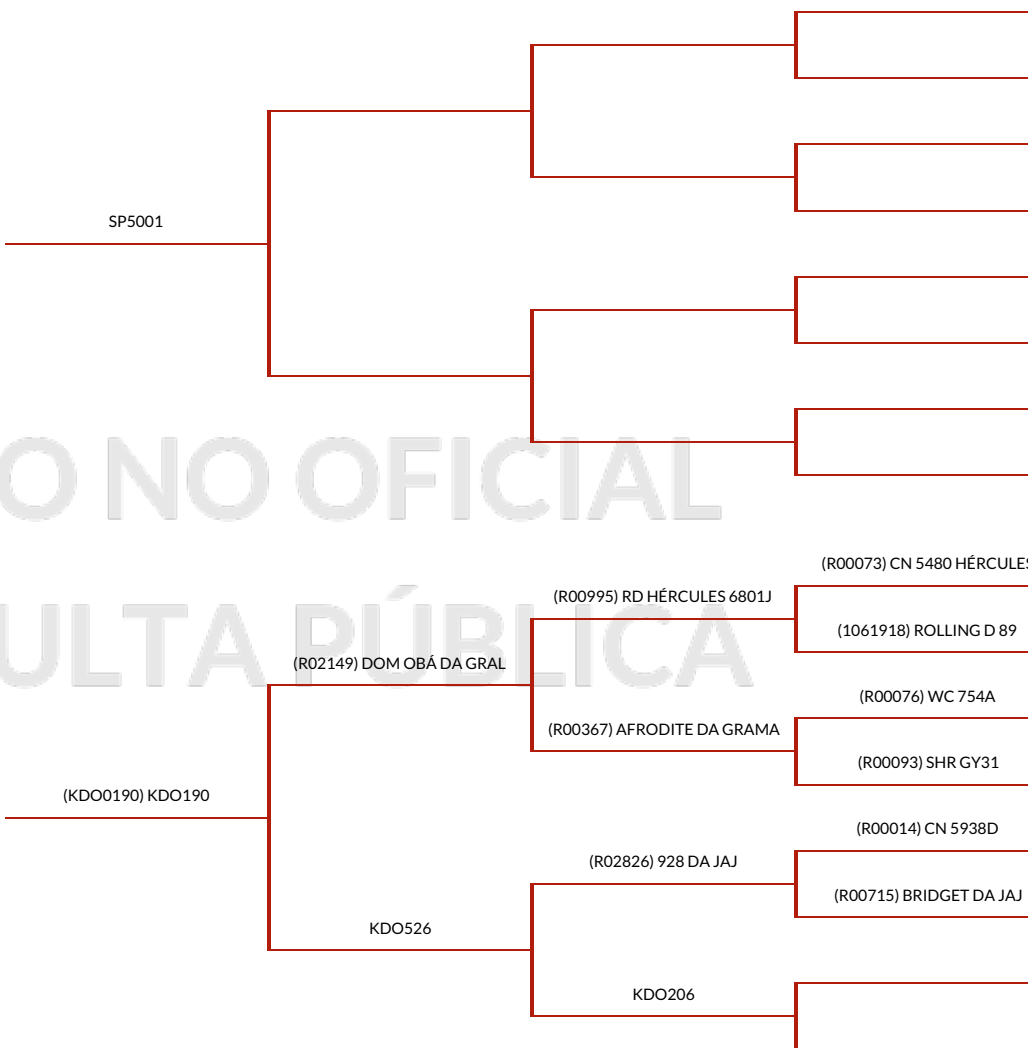 SP5001
O NO OFICIAL
(R00073) CN 5480 HÉRCULES
(R00995) RD HÉRCULES 6801J
ULTA PÚBLICA
(1061918) ROLLING D 89
(R02149) DOM OBÁ DA GRAL
(R00076) WC 754A
(R00367) AFRODITE DA GRAMA
(R00093) SHR GY31
(KDO0190) KDO190
(R00014) CN 5938D
(R02826) 928 DA JAJ
(R00715) BRIDGET DA JAJ
KDO526
KDO206